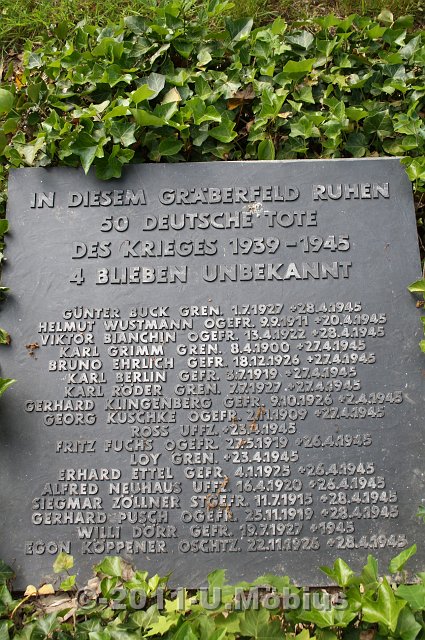 IN DIESEM GRÄBERFELD RUHEN
50 DEUTSCHE TOTE
DES KRIEGES 1939-1945
4 BLIEBEN UNBEKANNT
GÜNTER BUCK GREN. 1.7.1927 +28.4.1945
HELMUT WUSTMANN OGEFR. 9.9.1911 +20.4.1945
VIKTOR BIANCHIN OGEFR. 13.4.1922 +28.4.1945
KARL GRIMM GREN. 8.4.1900 +27.4.1945
BRUNO EHRLICH GEFR. 18.12.1926 +27.4.1945
KARL BERLIN GEFR. 3.7.1919 +27.4.1945
KARL RÖDER GREN. 7.7.1927 +27.4.1945
GERHARD KLINGENBERG GEFR. 9.10.1926 +2.4.1945
GEORG KUSCHKE OGEFR. 2.11.1909 +27.4.1945
ROSS UFFZ. +23.4.1945
FRITZ FUCHS OGEFR. 27.5.1919 +26.4.1945
JOY GREN. +23.4.1945
ERHARD ETTEL GEFR. 4.1.1925 +26.4.1945
ALFRED NEUHAUS UFFZ. 16.4.1920 +26.4.1945
SIEGMAR ZÖLLNER STGEFR. 11.7.1915 +28.4.1945
GERHARD PUSCH OGEFR. 25.11.1919 +28.4.1945
WILLI DÖRR GEFR. 19.7.1927 +1945
EGON KÖPPENER OSCHTZ. 22.11.1926 +28.4.1945
© 2011 U.Möbius